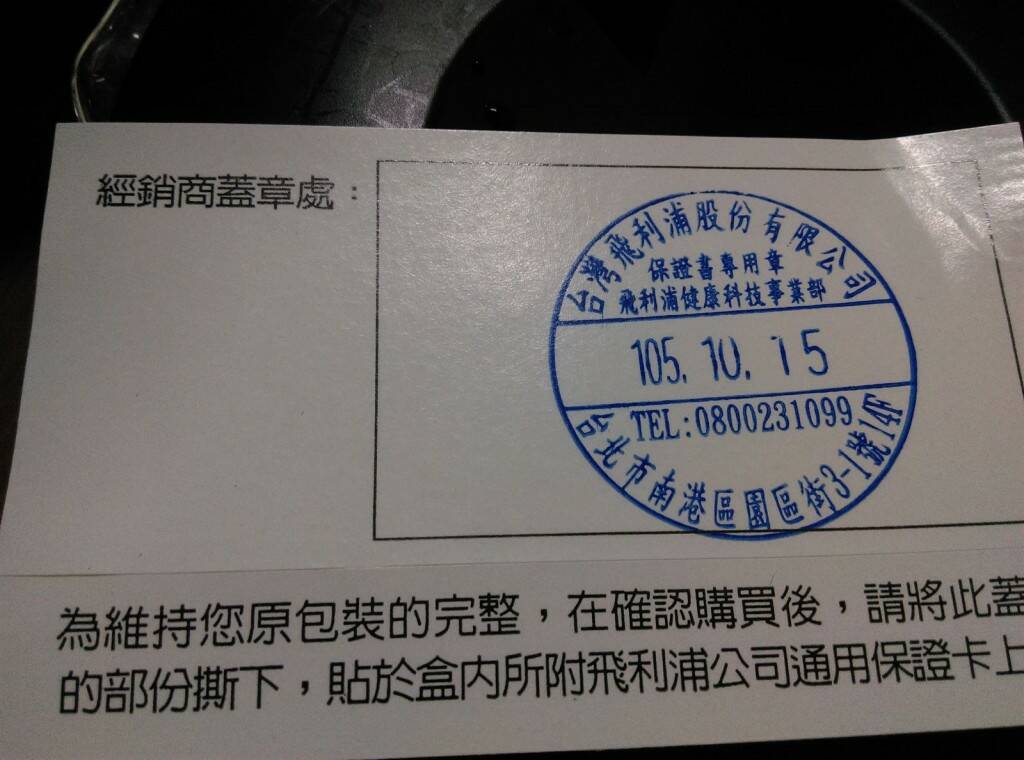 經銷商蓋章處：
台灣飛利浦股份有限公司
保證書專用章
飛利浦健康科技事業部
105.10.15
TEL:0800231099
台北市南港區園區街3-1號14F
為維持您原包裝的完整，在確認購買後，請將此蓋
的部份撕下，貼於盒內所附飛利浦公司通用保證卡上